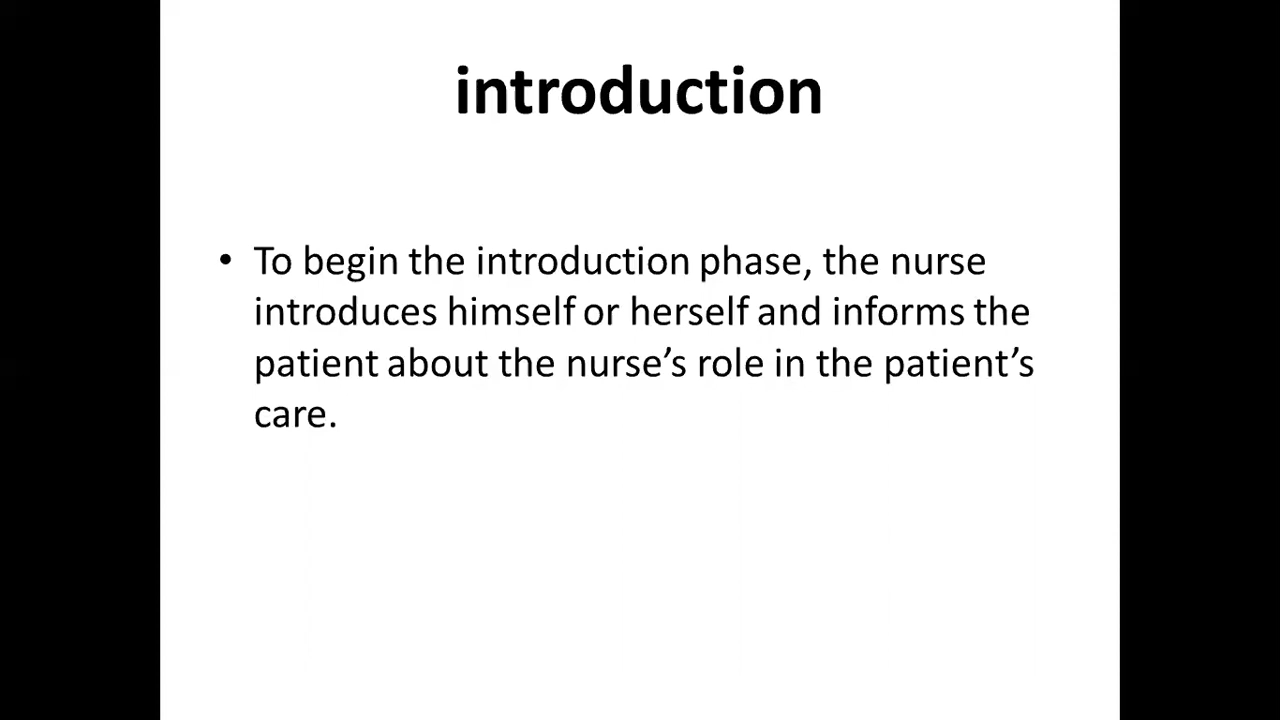 introduction
• To begin the introduction phase, the nurse
introduces himself or herself and informs the
patient about the nurse’s role in the patient’s
care.